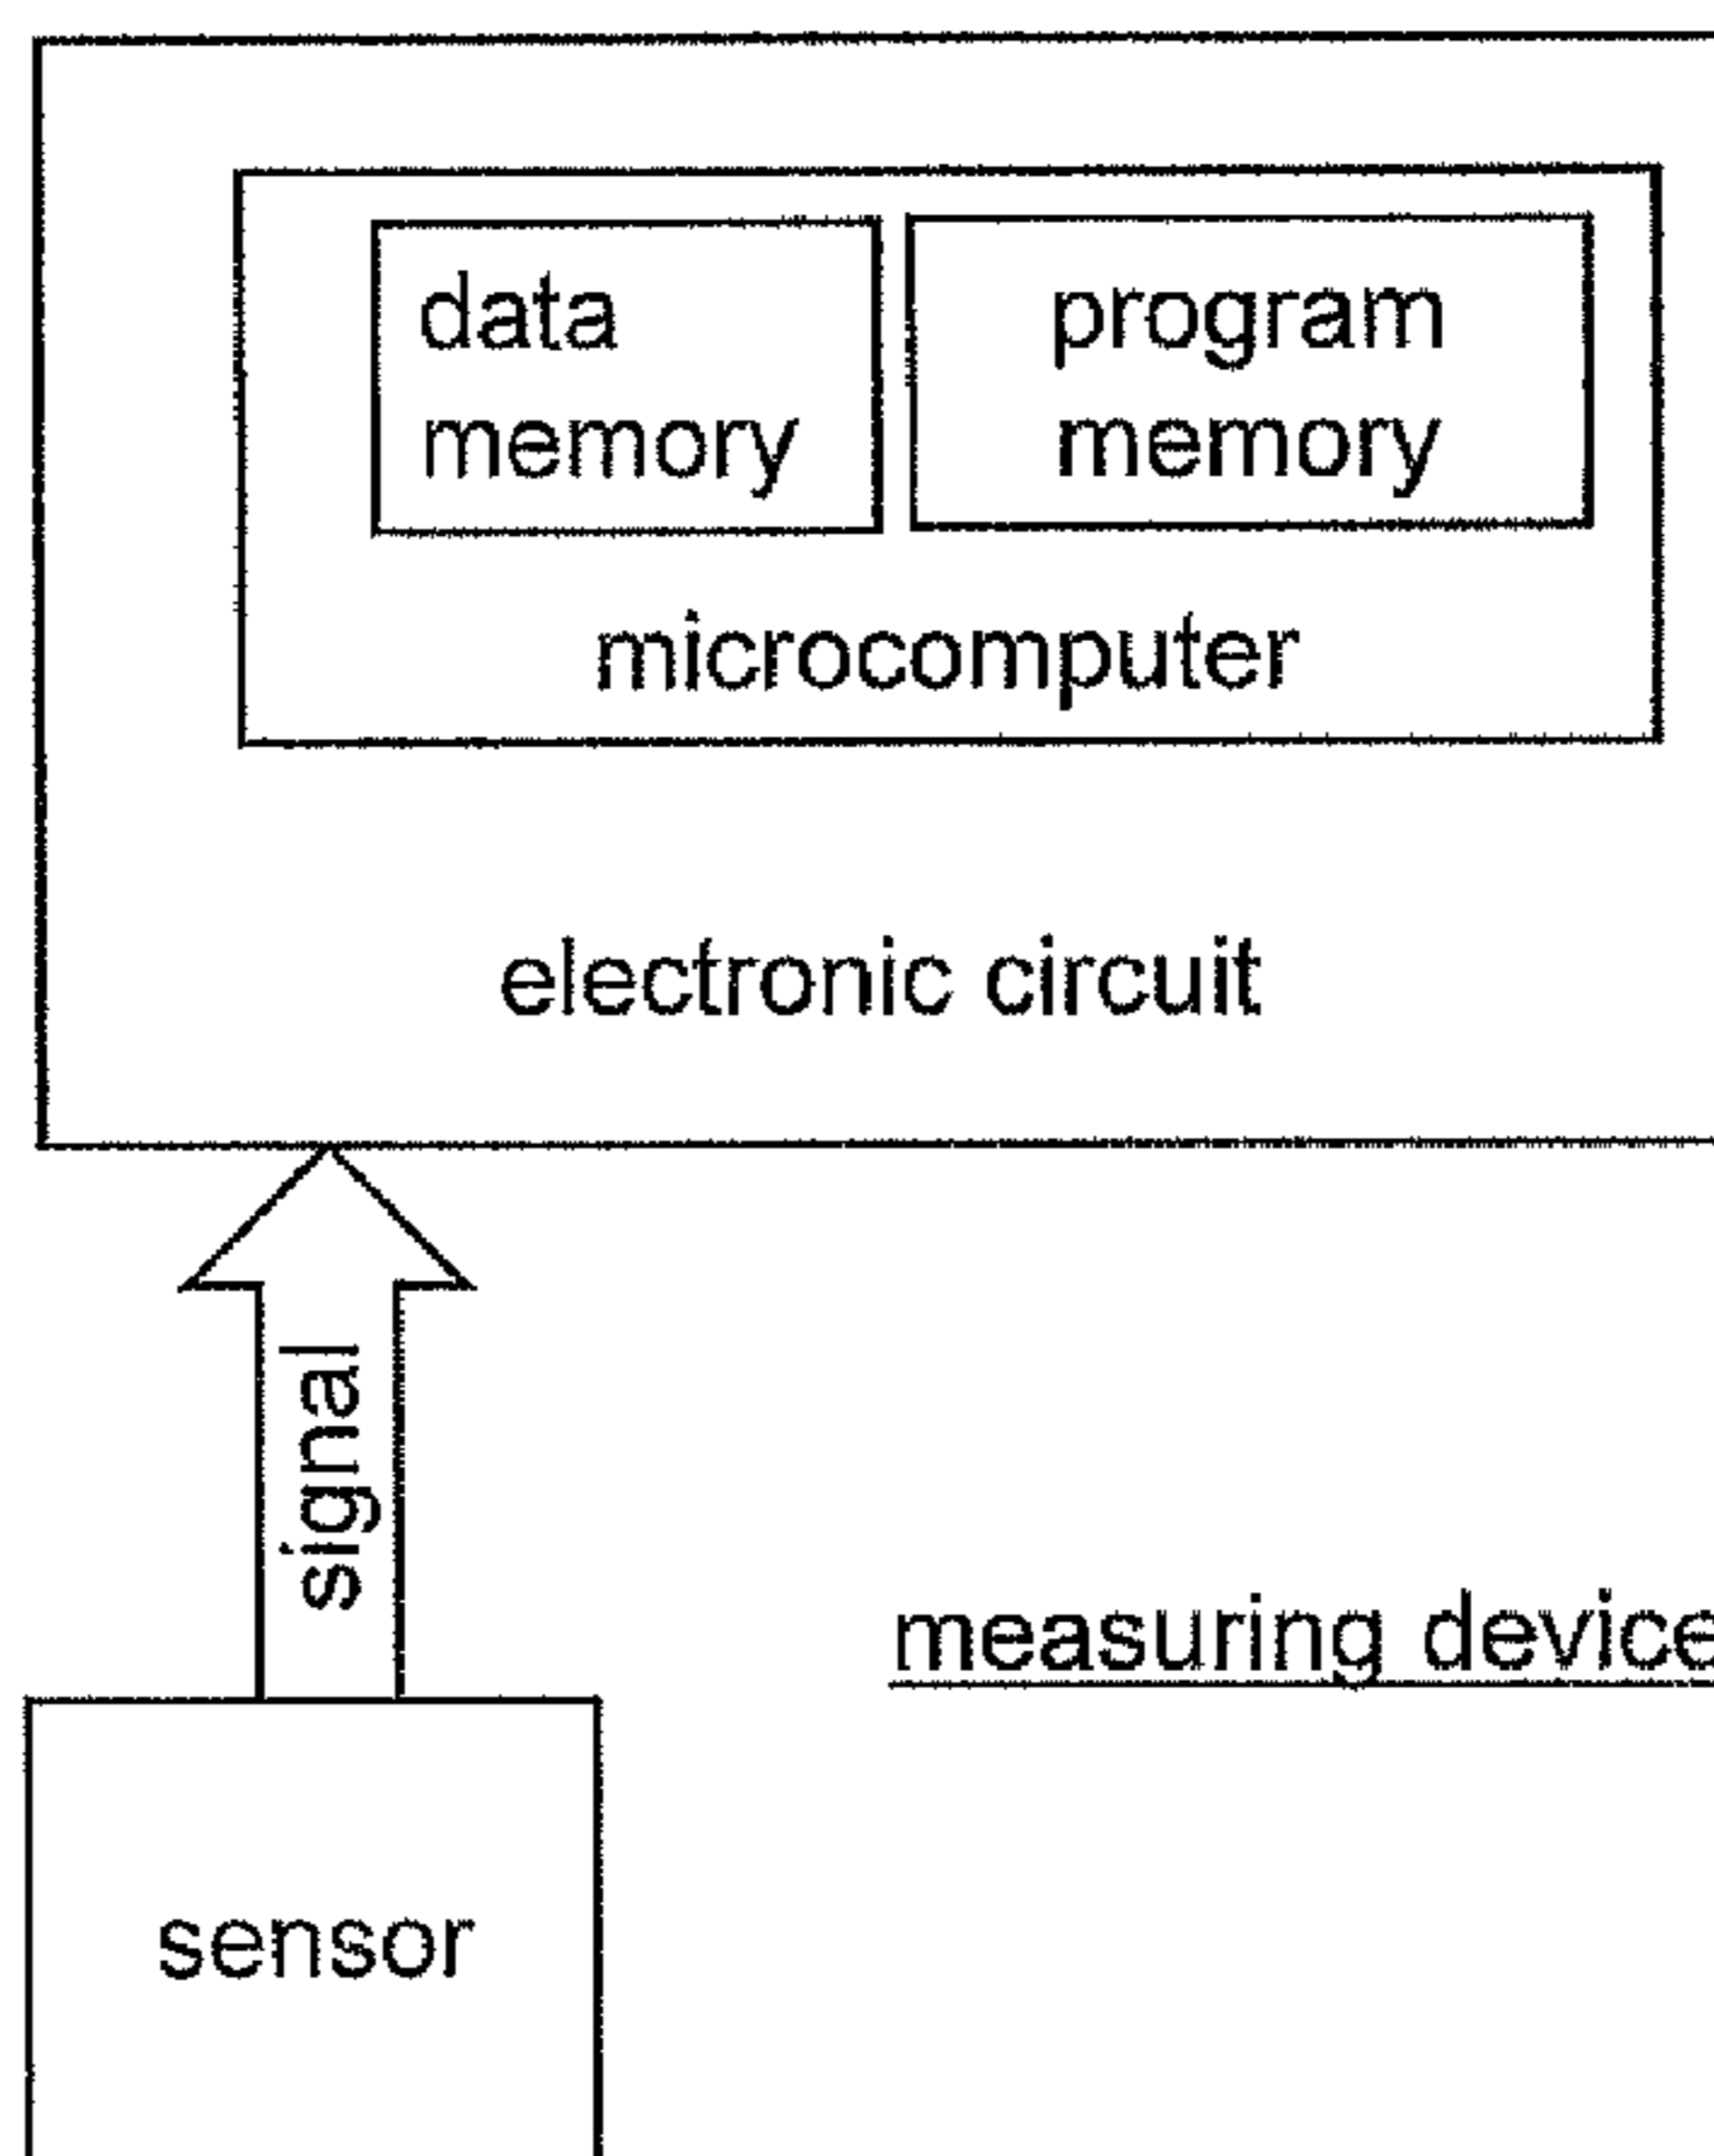 data
memory
program
memory
microcomputer
electronic circuit
signal
measuring device
sensor